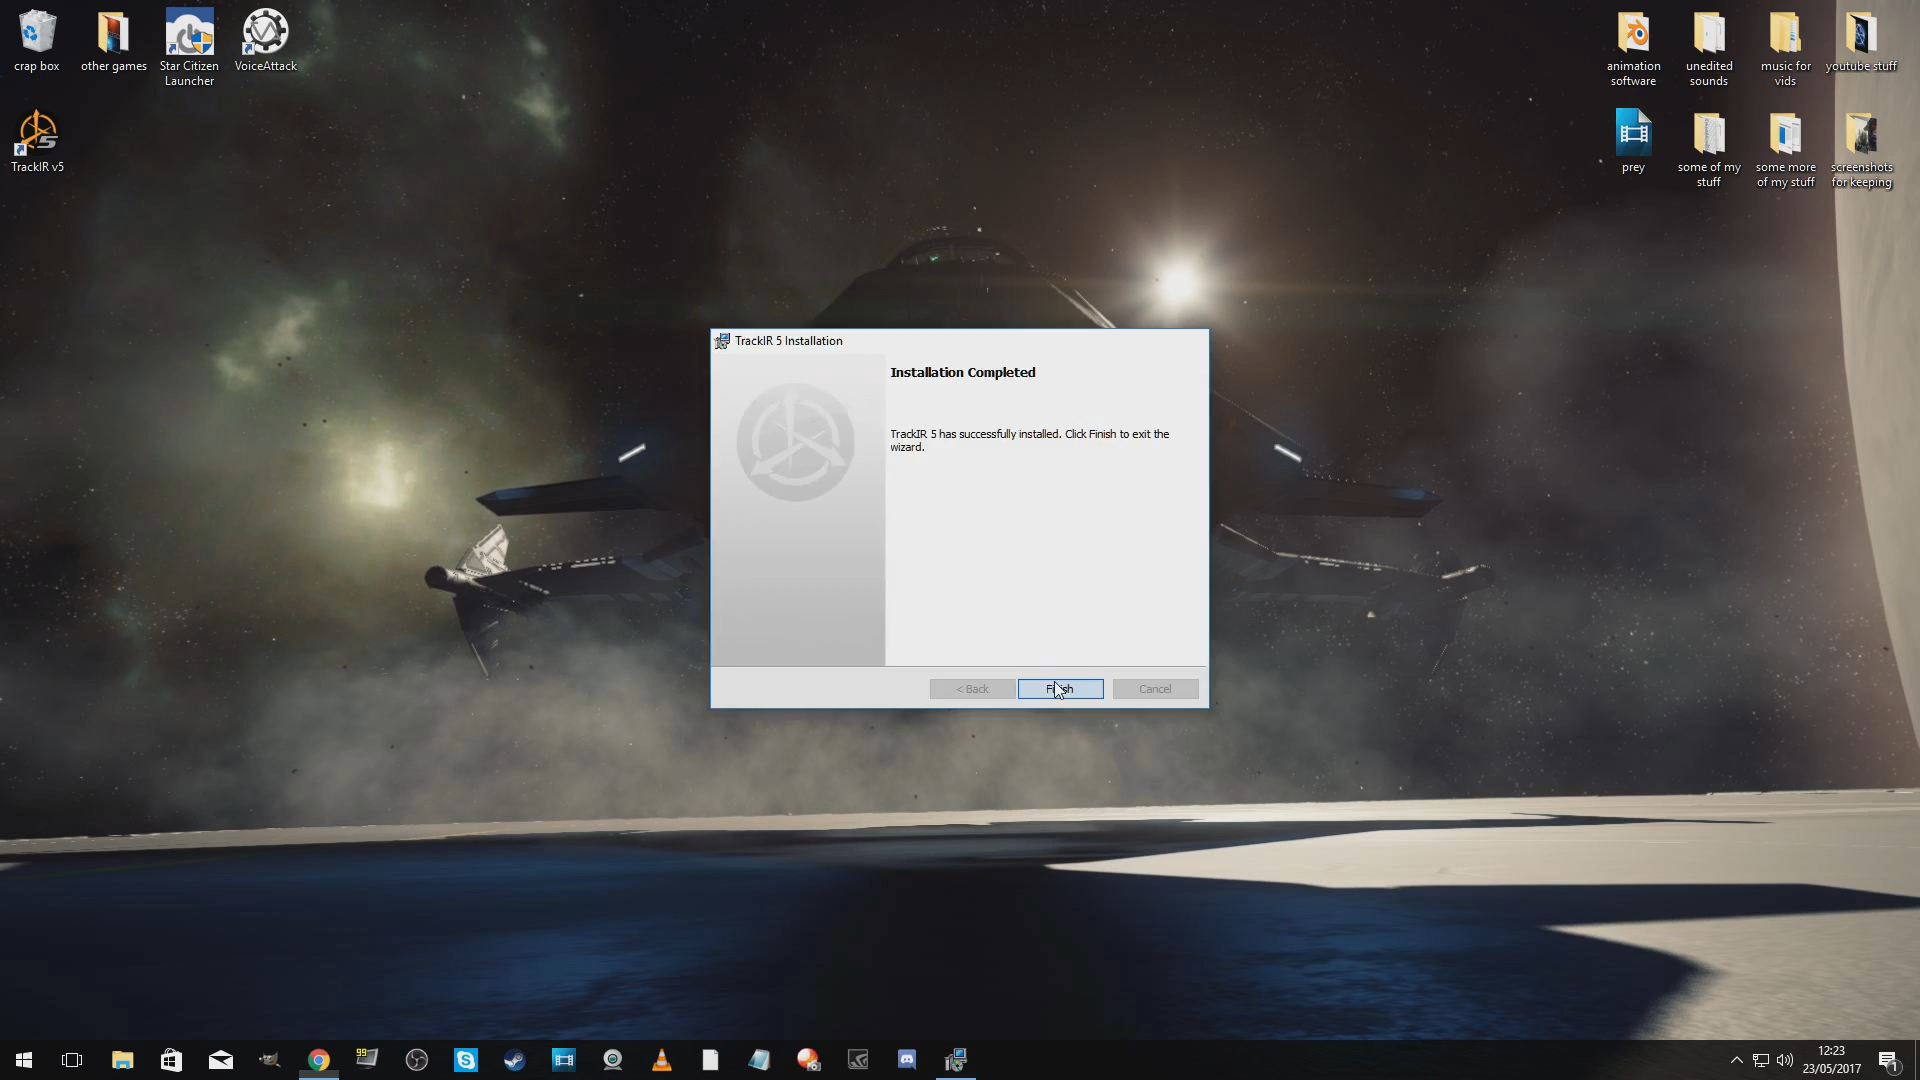 crap box
other games
Star Citizen
Launcher
VoiceAttack
TrackIR v5
animation
software
unedited
sounds
music for
vids
youtube stuff
prey
some of my
stuff
some more
of my stuff
screenshots
for keeping
TrackIR 5 Installation
Installation Completed
TrackIR 5 has successfully installed. Click Finish to exit the
wizard.
< Back
Cancel
99
12:23
23/05/2017
1